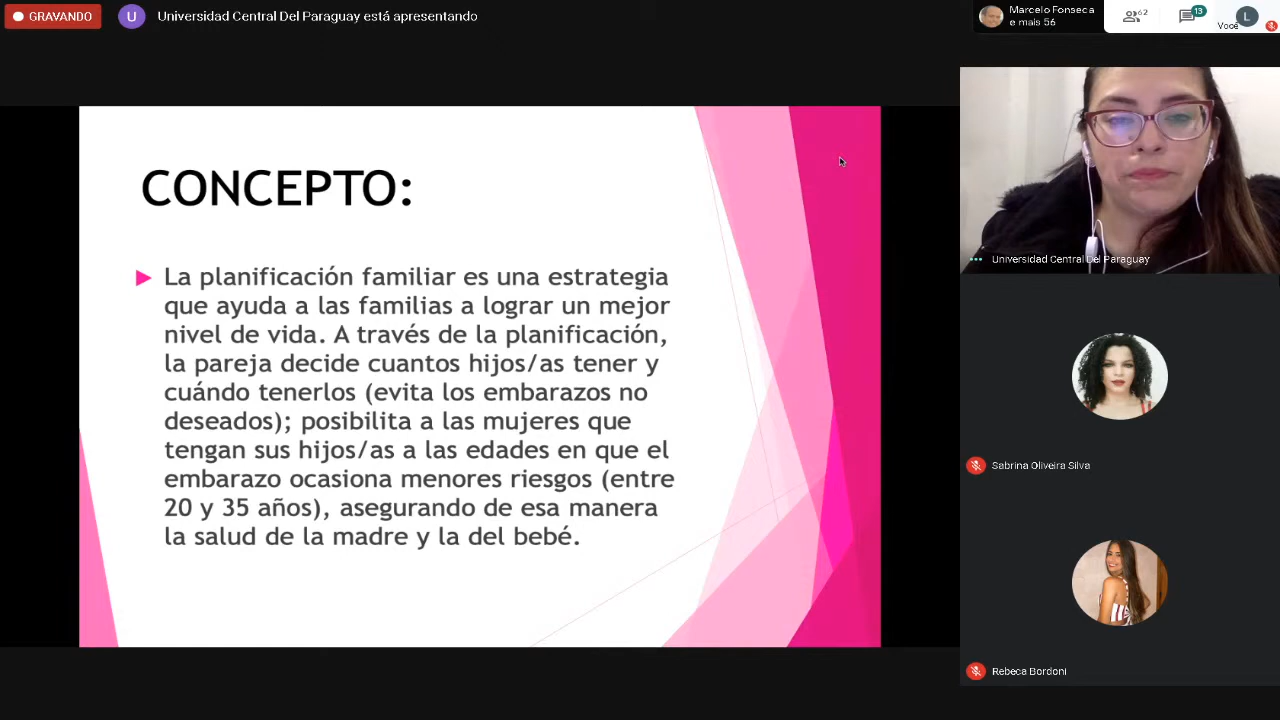 GRAVANDO
U
Universidad Central Del Paraguay está apresentando
Marcelo Fonseca
e mais 56
62
13
L
Você
CONCEPTO:
La planificación familiar es una estrategia
que ayuda a las familias a lograr un mejor
nivel de vida. A través de la planificación,
la pareja decide cuantos hijos/as tener y
cuándo tenerlos (evita los embarazos no
deseados); posibilita a las mujeres que
tengan sus hijos/as a las edades en que el
embarazo ocasiona menores riesgos (entre
20 y 35 años), asegurando de esa manera
la salud de la madre y la del bebé.
Universidad Central Del Paraguay
Sabrina Oliveira Silva
Rebeca Bordoni